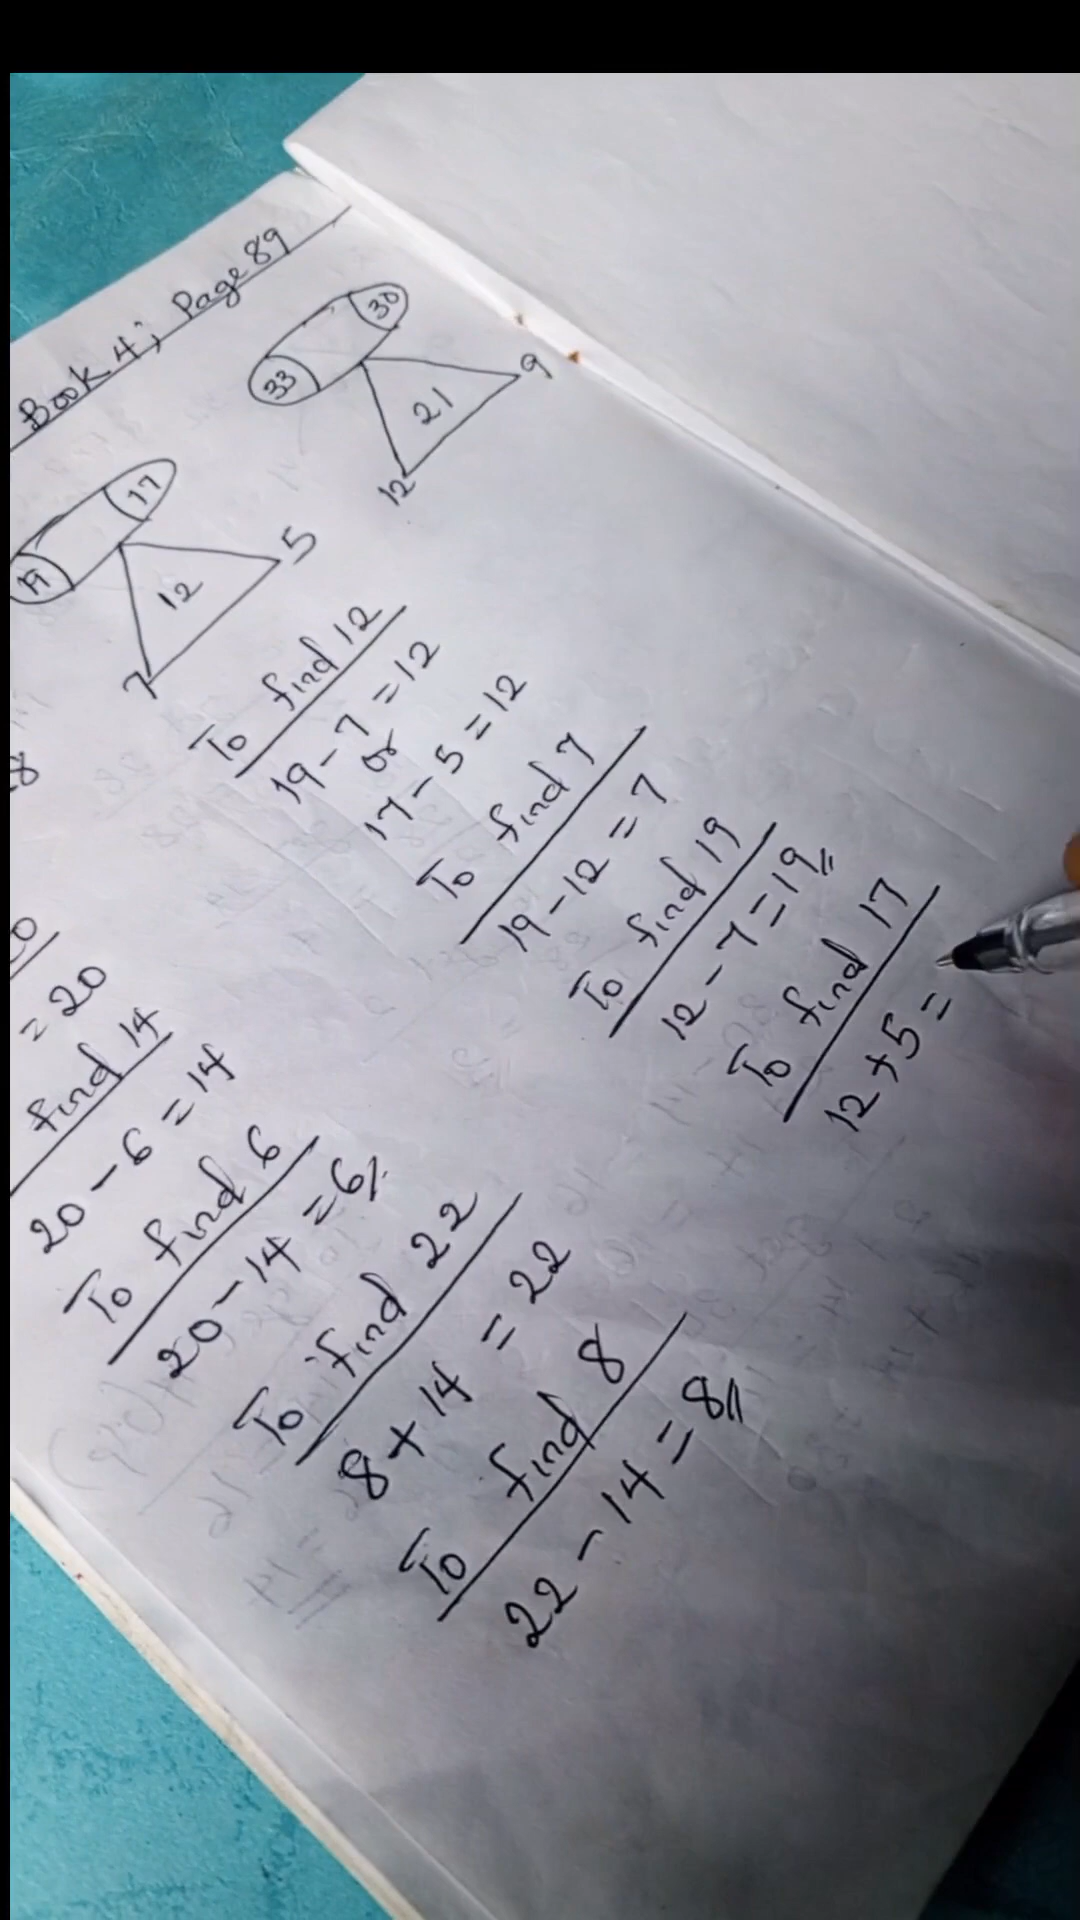 Book 4; Page 89
33
30
21
12
9
19
17
12
7
5
To find 12
19 - 7 = 12
or
17 - 5 = 12
To find 7
19 - 12 = 7
To find 19
12 - 7 = 19
To find 17
12 + 5 =
= 20
find 14
20 - 6 = 14
To find 6
20 - 14 = 6
To find 22
8 + 14 = 22
To find 8
22 - 14 = 8